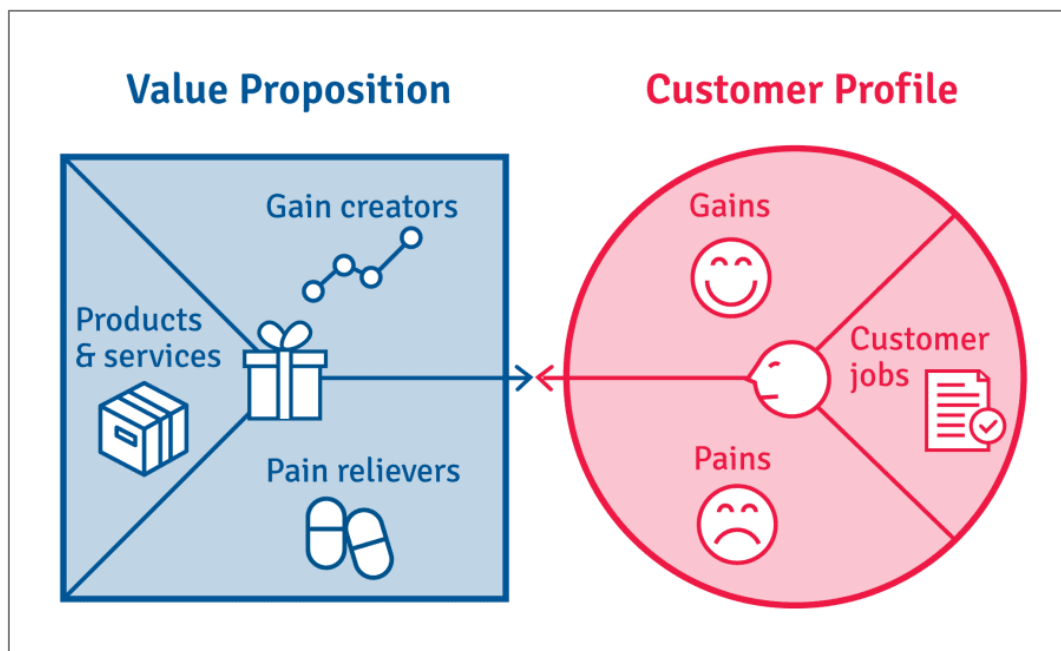 Value Proposition
Gain creators
Products
& services
Pain relievers
Customer Profile
Gains
Customer
jobs
Pains